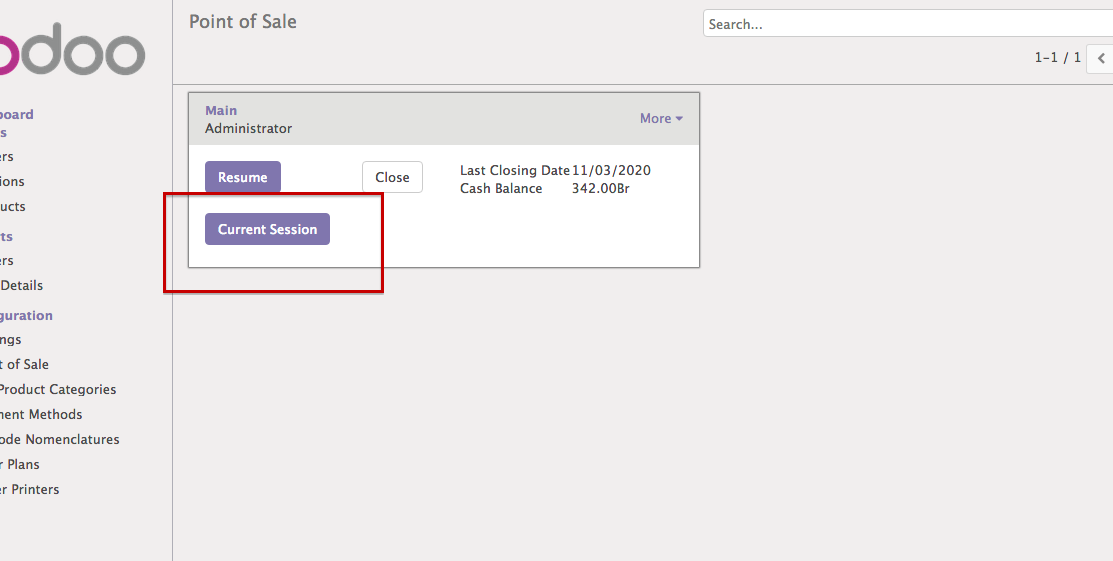 odoo
Point of Sale
Search...
1-1 / 1
Main
Administrator
More
Resume
Close
Last Closing Date 11/03/2020
Cash Balance 342.00Br
Current Session
board
s
ers
ions
ucts
ts
ers
Details
guration
ngs
t of Sale
Product Categories
ment Methods
ode Nomenclatures
r Plans
er Printers